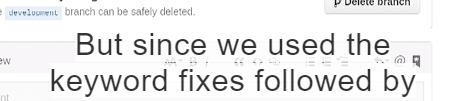 development branch can be safely deleted.
Delete branch
But since we used the
keyword fixes followed by